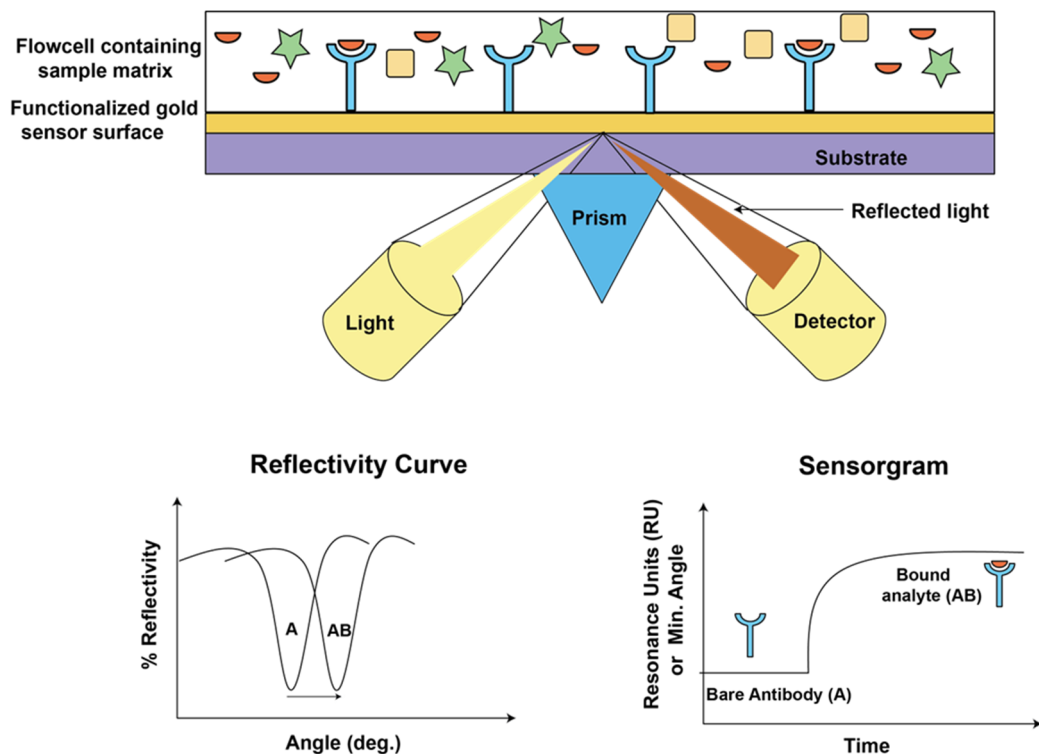 Flowcell containing
sample matrix
Functionalized gold
sensor surface
Substrate
Prism
Reflected light
Light
Detector
Reflectivity Curve
% Reflectivity
A
AB
Angle (deg.)
Sensorgram
Resonance Units (RU)
or Min. Angle
Bound
analyte (AB)
Bare Antibody (A)
Time